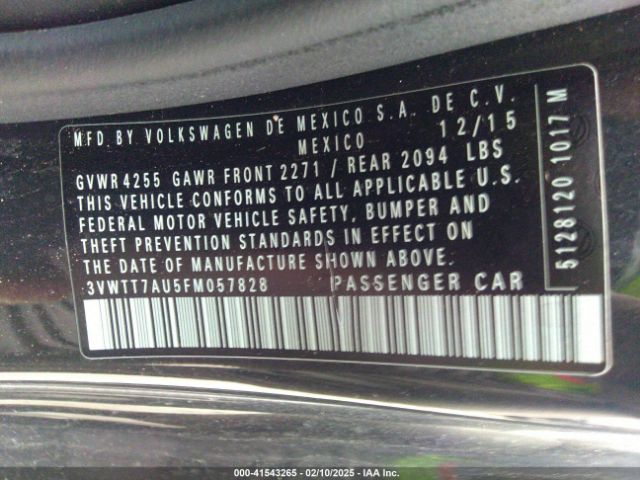 MFD.BY VOLKSWAGEN DE MEXICO S.A. DE C.V.
MEXICO 12/15
GVWR 4255 GAWR FRONT 2271 / REAR 2094 LBS
THIS VEHICLE CONFORMS TO ALL APPLICABLE U.S.
FEDERAL MOTOR VEHICLE SAFETY, BUMPER AND
THEFT PREVENTION STANDARDS IN EFFECT ON
THE DATE OF MANUFACTURE SHOWN ABOVE.
3VWTT7AU5FM057828 PASSENGER CAR
5128120 1017 M
000-41543265 - 02/10/2025 - IAA Inc.